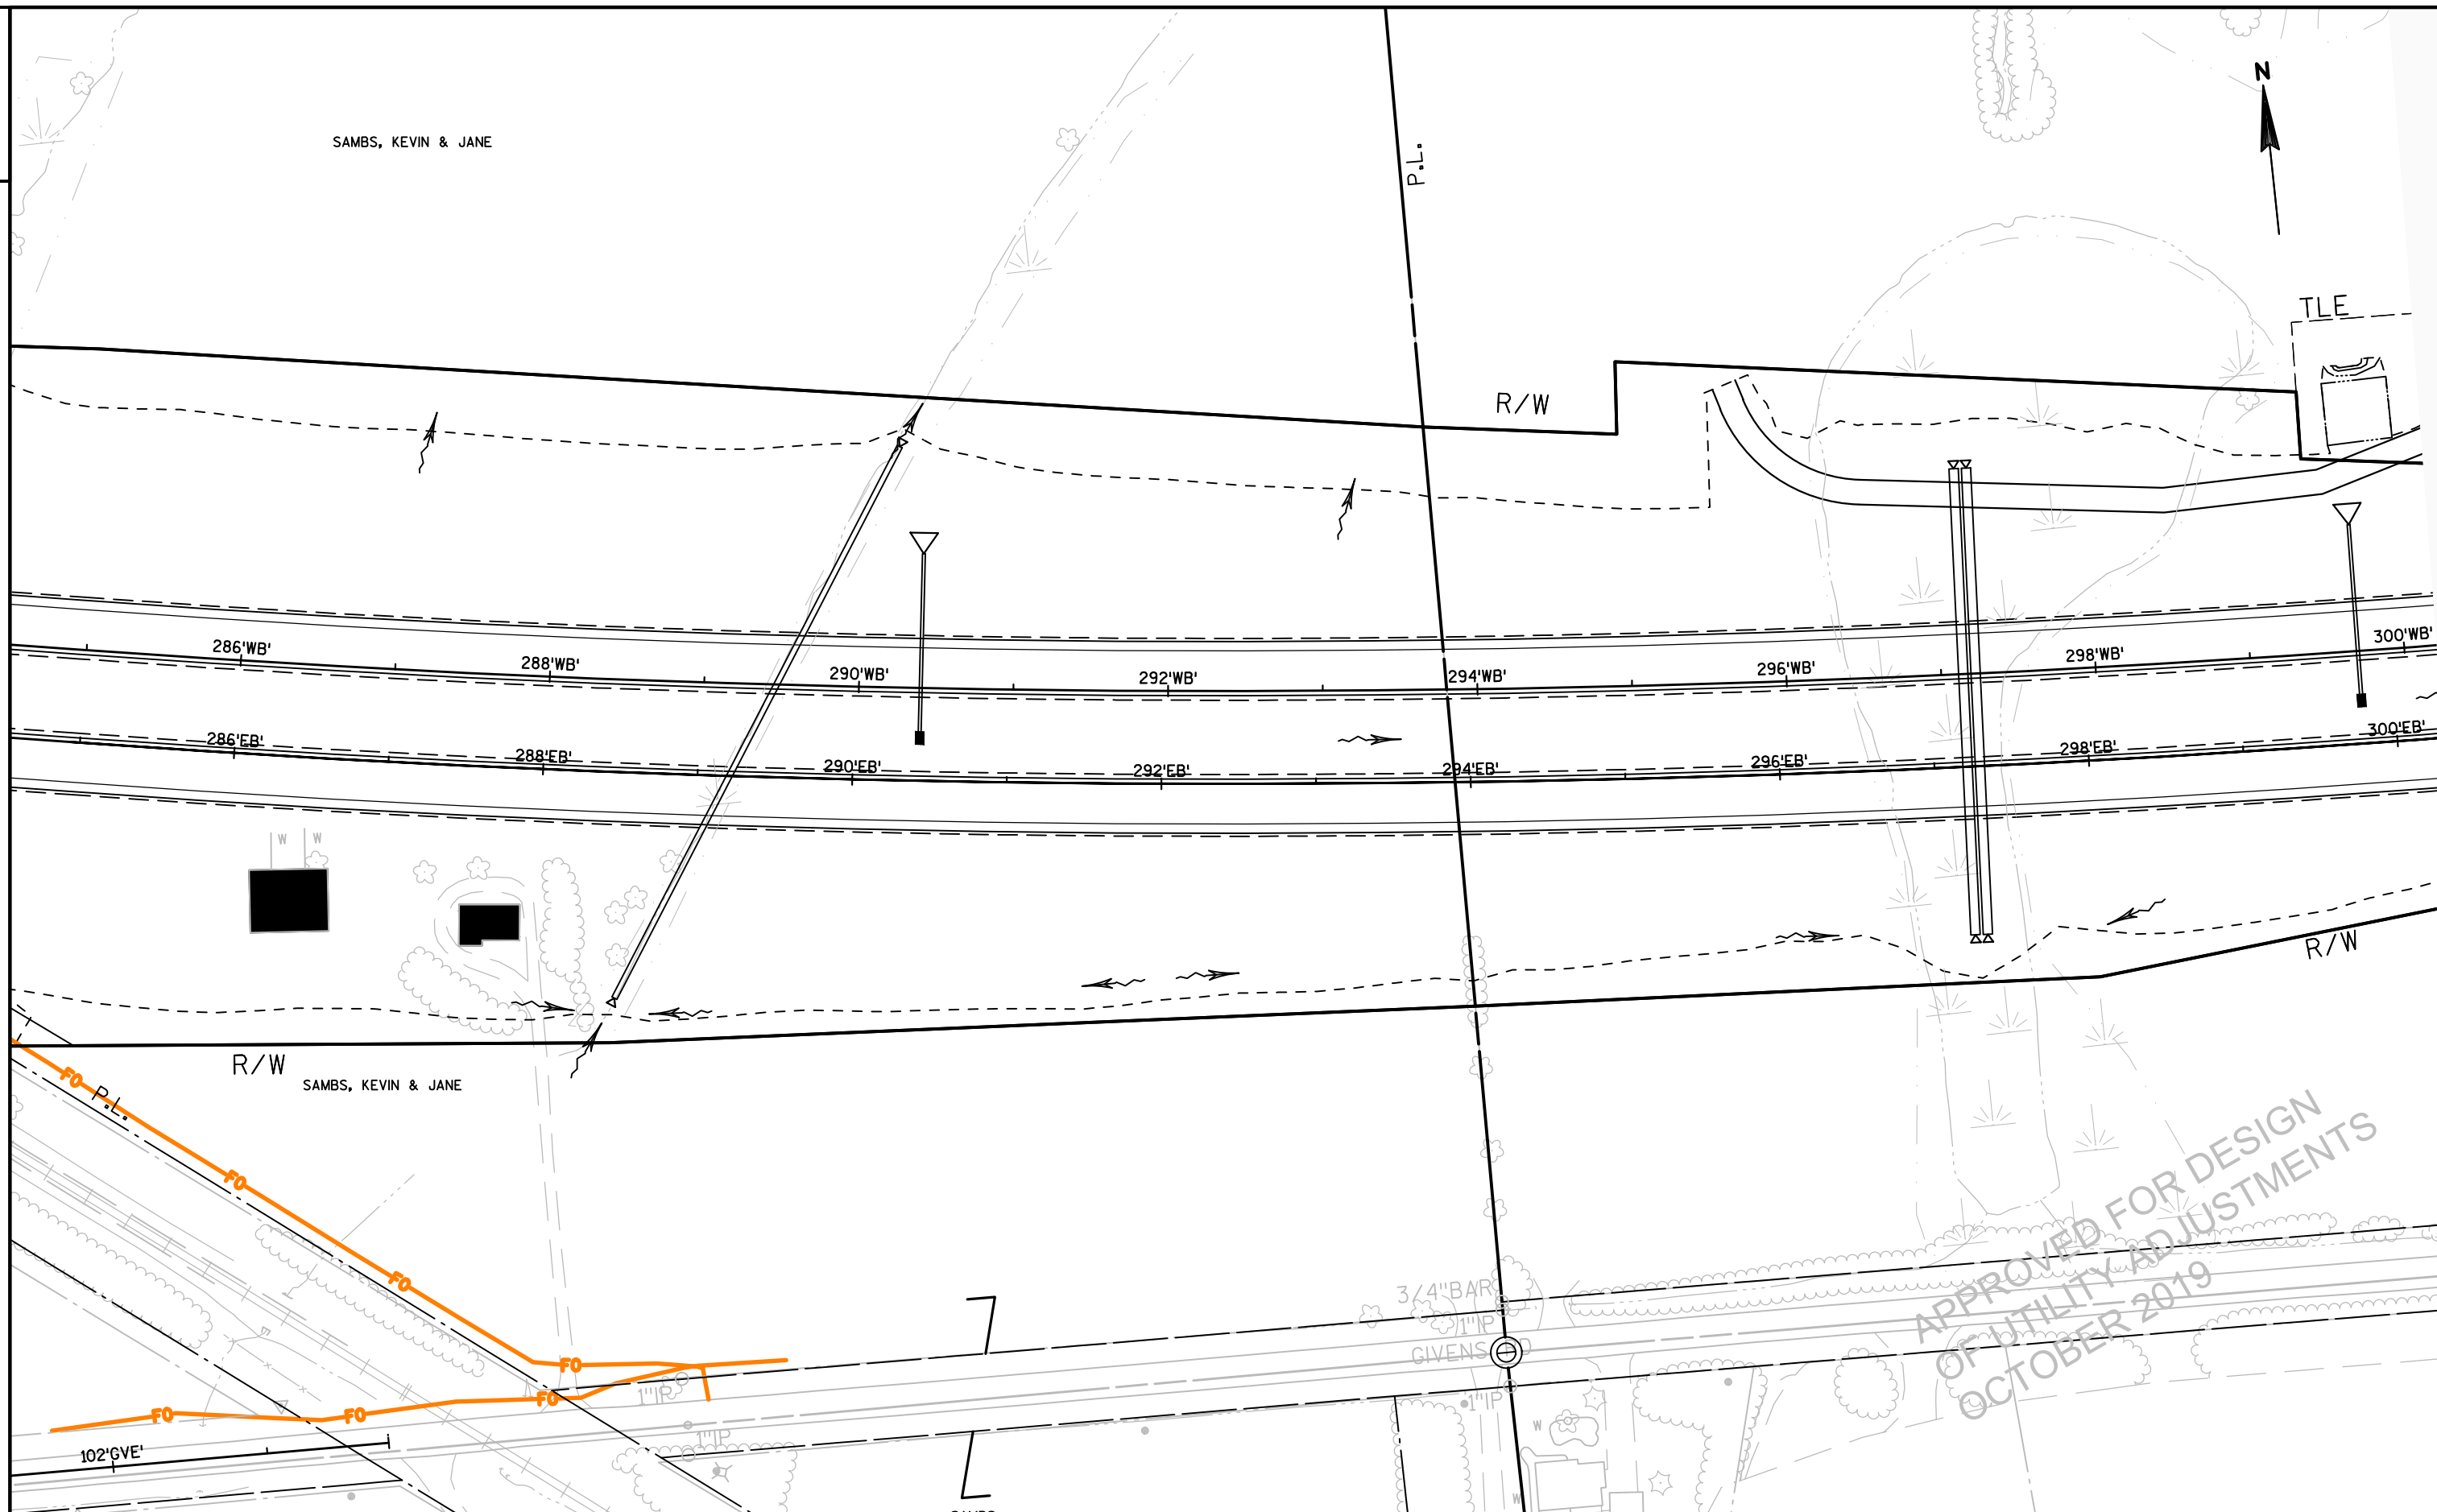 N
SAMBS, KEVIN & JANE
P.L.
TLE
R/W
286'WB'
288'WB'
290'WB'
292'WB'
294'WB'
296'WB'
298'WB'
300'WB'
286'EB'
288'EB'
290'EB'
292'EB'
294'EB'
296'EB'
298'EB'
300'EB'
W
W
R/W
R/W
SAMBS, KEVIN & JANE
FO
P.L.
FO
FO
FO
FO
FO
FO
APPROVED FOR DESIGN
OF UTILITY ADJUSTMENTS
OCTOBER 2019
3/4"BAR
1"IP
GIVENS
1"IP
1"IP
1"IP
W
W
102'GVE'